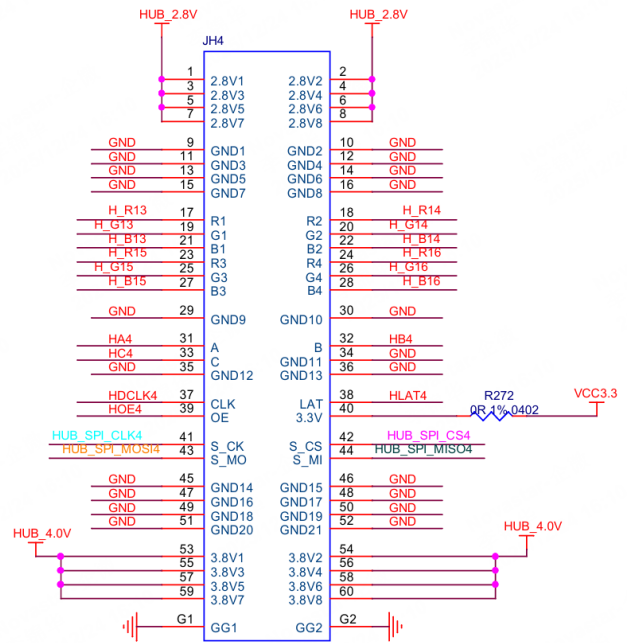 HUB_2.8V HUB_2.8V
JH4
1 2.8V1 2.8V2 2
3 2.8V3 2.8V4 4
5 2.8V5 2.8V6 6
7 2.8V7 2.8V8 8
GND 9 GND1 GND2 10 GND
GND 11 GND3 GND4 12 GND
GND 13 GND5 GND6 14 GND
GND 15 GND7 GND8 16 GND
H_R13 17 R1 R2 18 H_R14
H_G13 19 G1 G2 20 H_G14
H_B13 21 B1 B2 22 H_B14
H_R15 23 R3 R4 24 H_R16
H_G15 25 G3 G4 26 H_G16
H_B15 27 B3 B4 28 H_B16
GND 29 GND9 GND10 30 GND
HA4 31 A B 32 HB4
HC4 33 C GND11 34 GND
GND 35 GND12 GND13 36 GND
HDCLK4 37 CLK LAT 38 HLAT4 R272 VCC3.3
HOE4 39 OE 3.3V 40 0R 1% 0402
HUB_SPI_CLK4 41 S_CK S_CS 42 HUB_SPI_CS4
HUB_SPI_MOSI4 43 S_MO S_MI 44 HUB_SPI_MISO4
GND 45 GND14 GND15 46 GND
GND 47 GND16 GND17 48 GND
GND 49 GND18 GND19 50 GND
GND 51 GND20 GND21 52 GND
HUB_4.0V HUB_4.0V
53 3.8V1 3.8V2 54
55 3.8V3 3.8V4 56
57 3.8V5 3.8V6 58
59 3.8V7 3.8V8 60
G1 GG1 GG2 G2